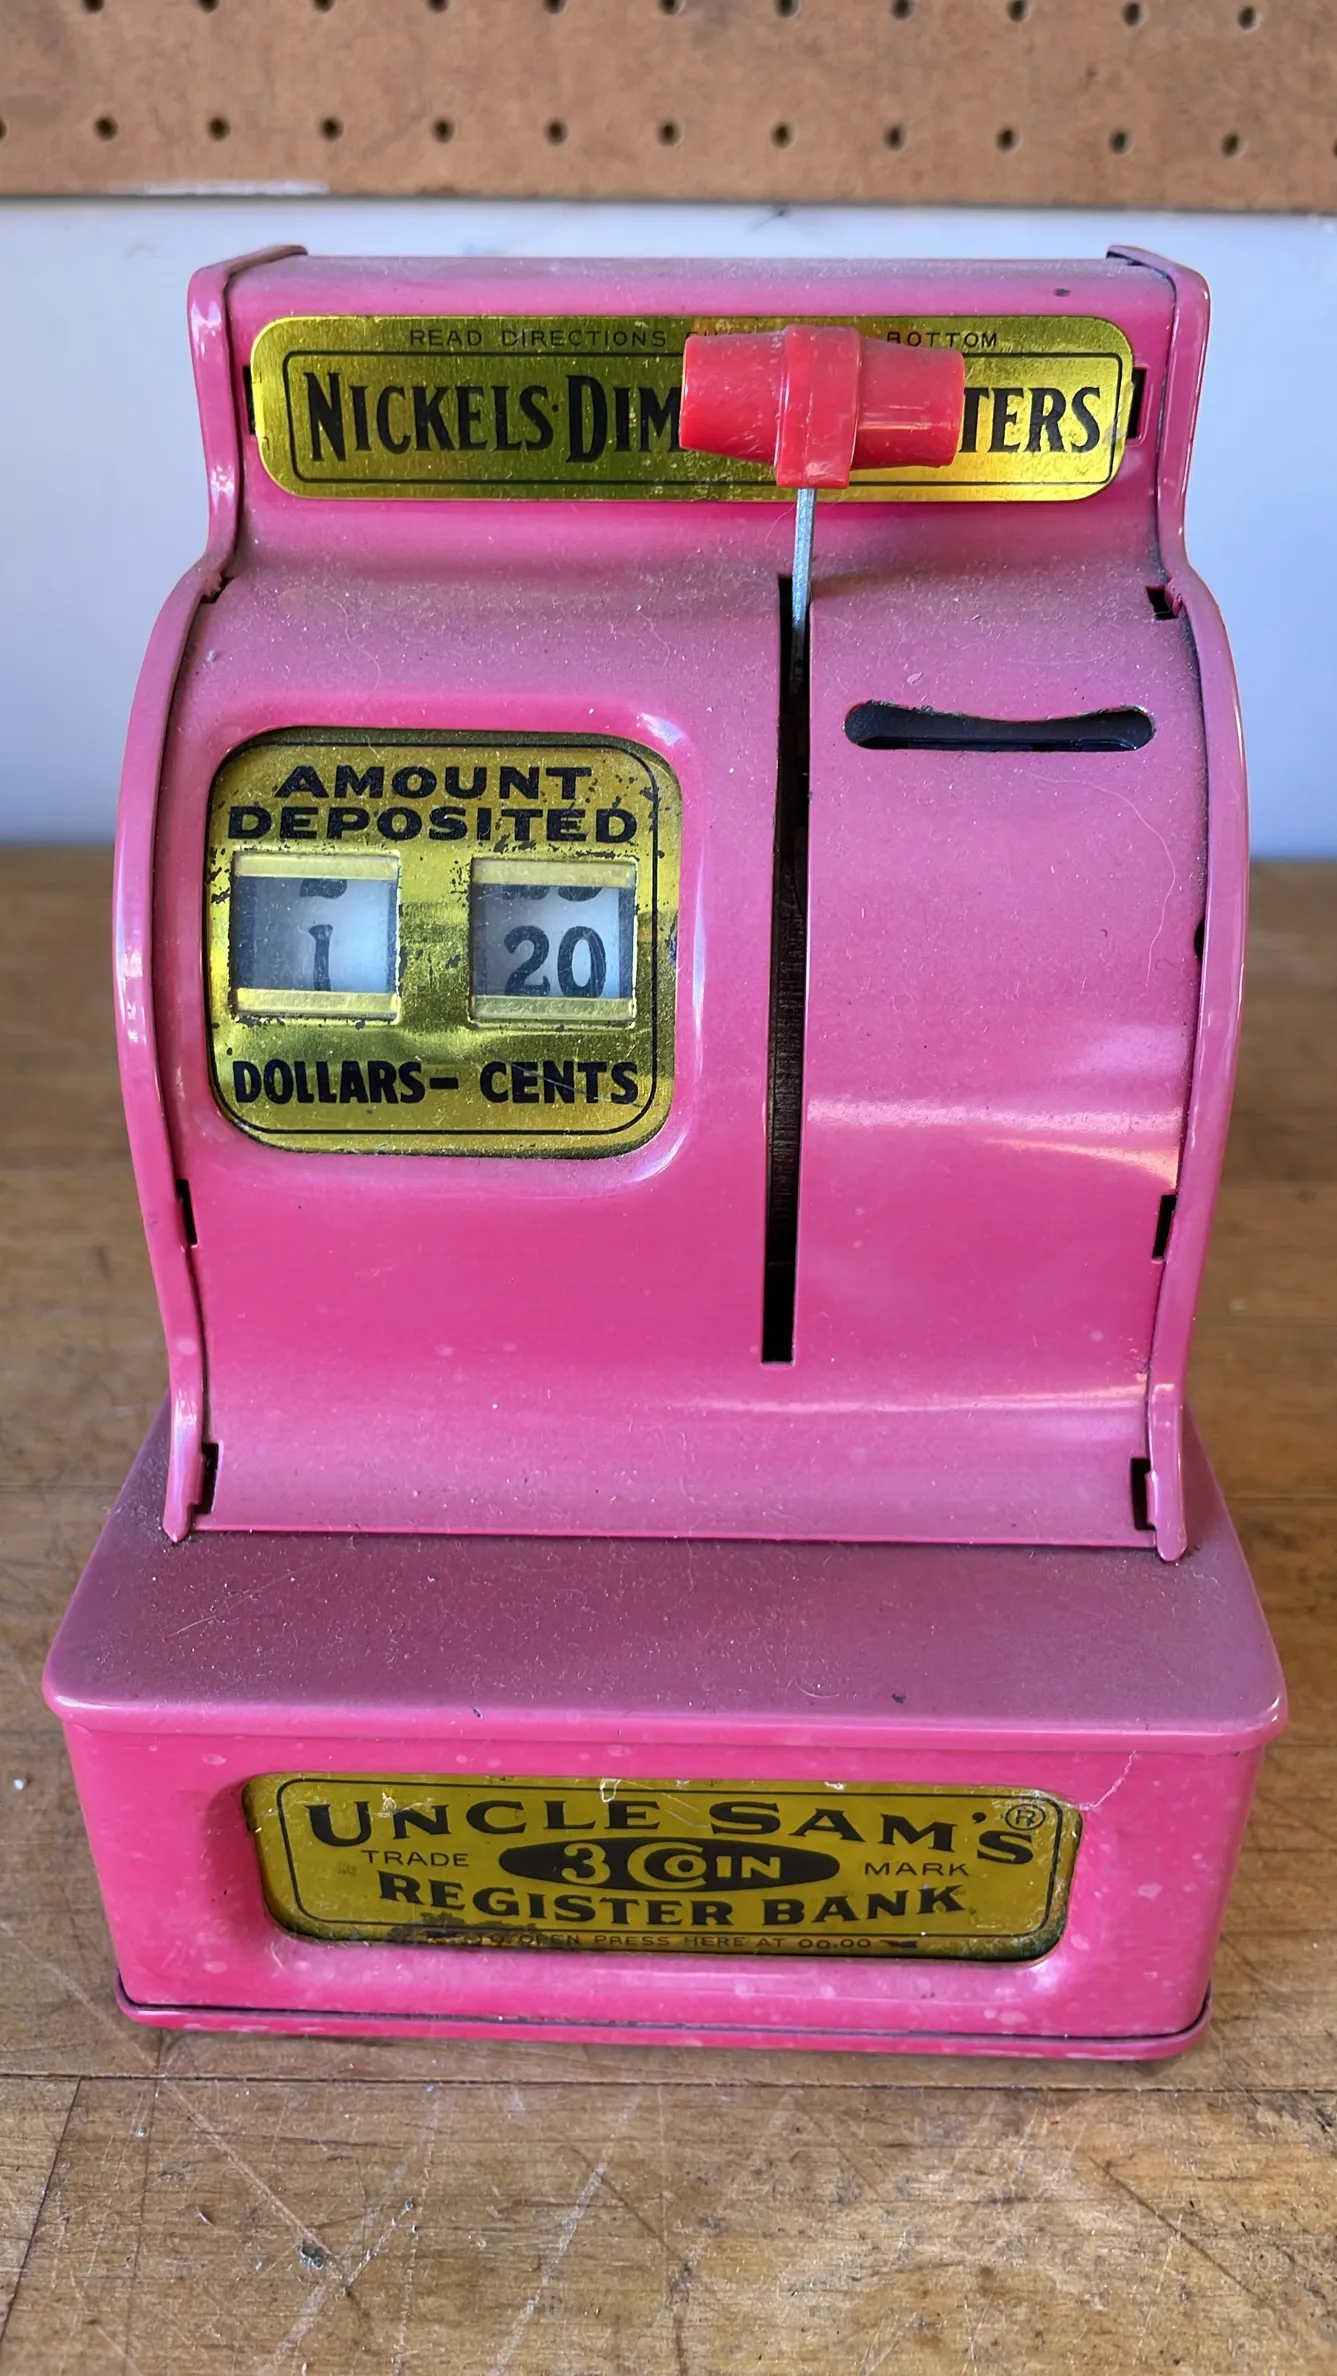 READ DIRECTIONS BOTTOM
NICKELS DIM TERS
AMOUNT
DEPOSITED
1 20
DOLLARS- CENTS
UNCLE SAM'S ®
TRADE 3 COIN MARK
REGISTER BANK
TO OPEN PRESS HERE AT 00.00